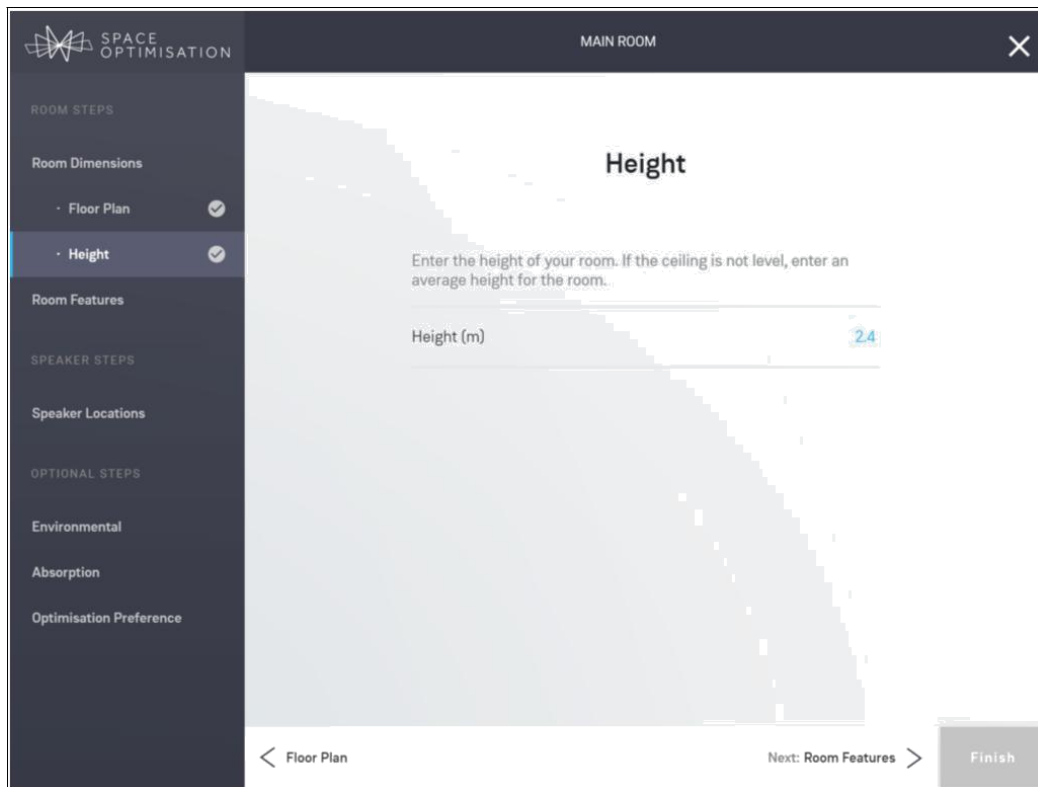 SPACE
OPTIMISATION
MAIN ROOM
ROOM STEPS
Room Dimensions
· Floor Plan
· Height
Room Features
SPEAKER STEPS
Speaker Locations
OPTIONAL STEPS
Environmental
Absorption
Optimisation Preference
Height
Enter the height of your room. If the ceiling is not level, enter an
average height for the room.
Height (m) 2.4
Floor Plan
Next: Room Features
Finish